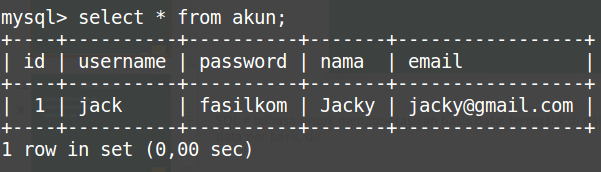 mysql> select * from akun;
+----+----------+----------+-------+-----------------+
| id | username | password | nama  | email           |
+----+----------+----------+-------+-----------------+
|  1 | jack     | fasilkom | Jacky | jacky@gmail.com |
+----+----------+----------+-------+-----------------+
1 row in set (0,00 sec)